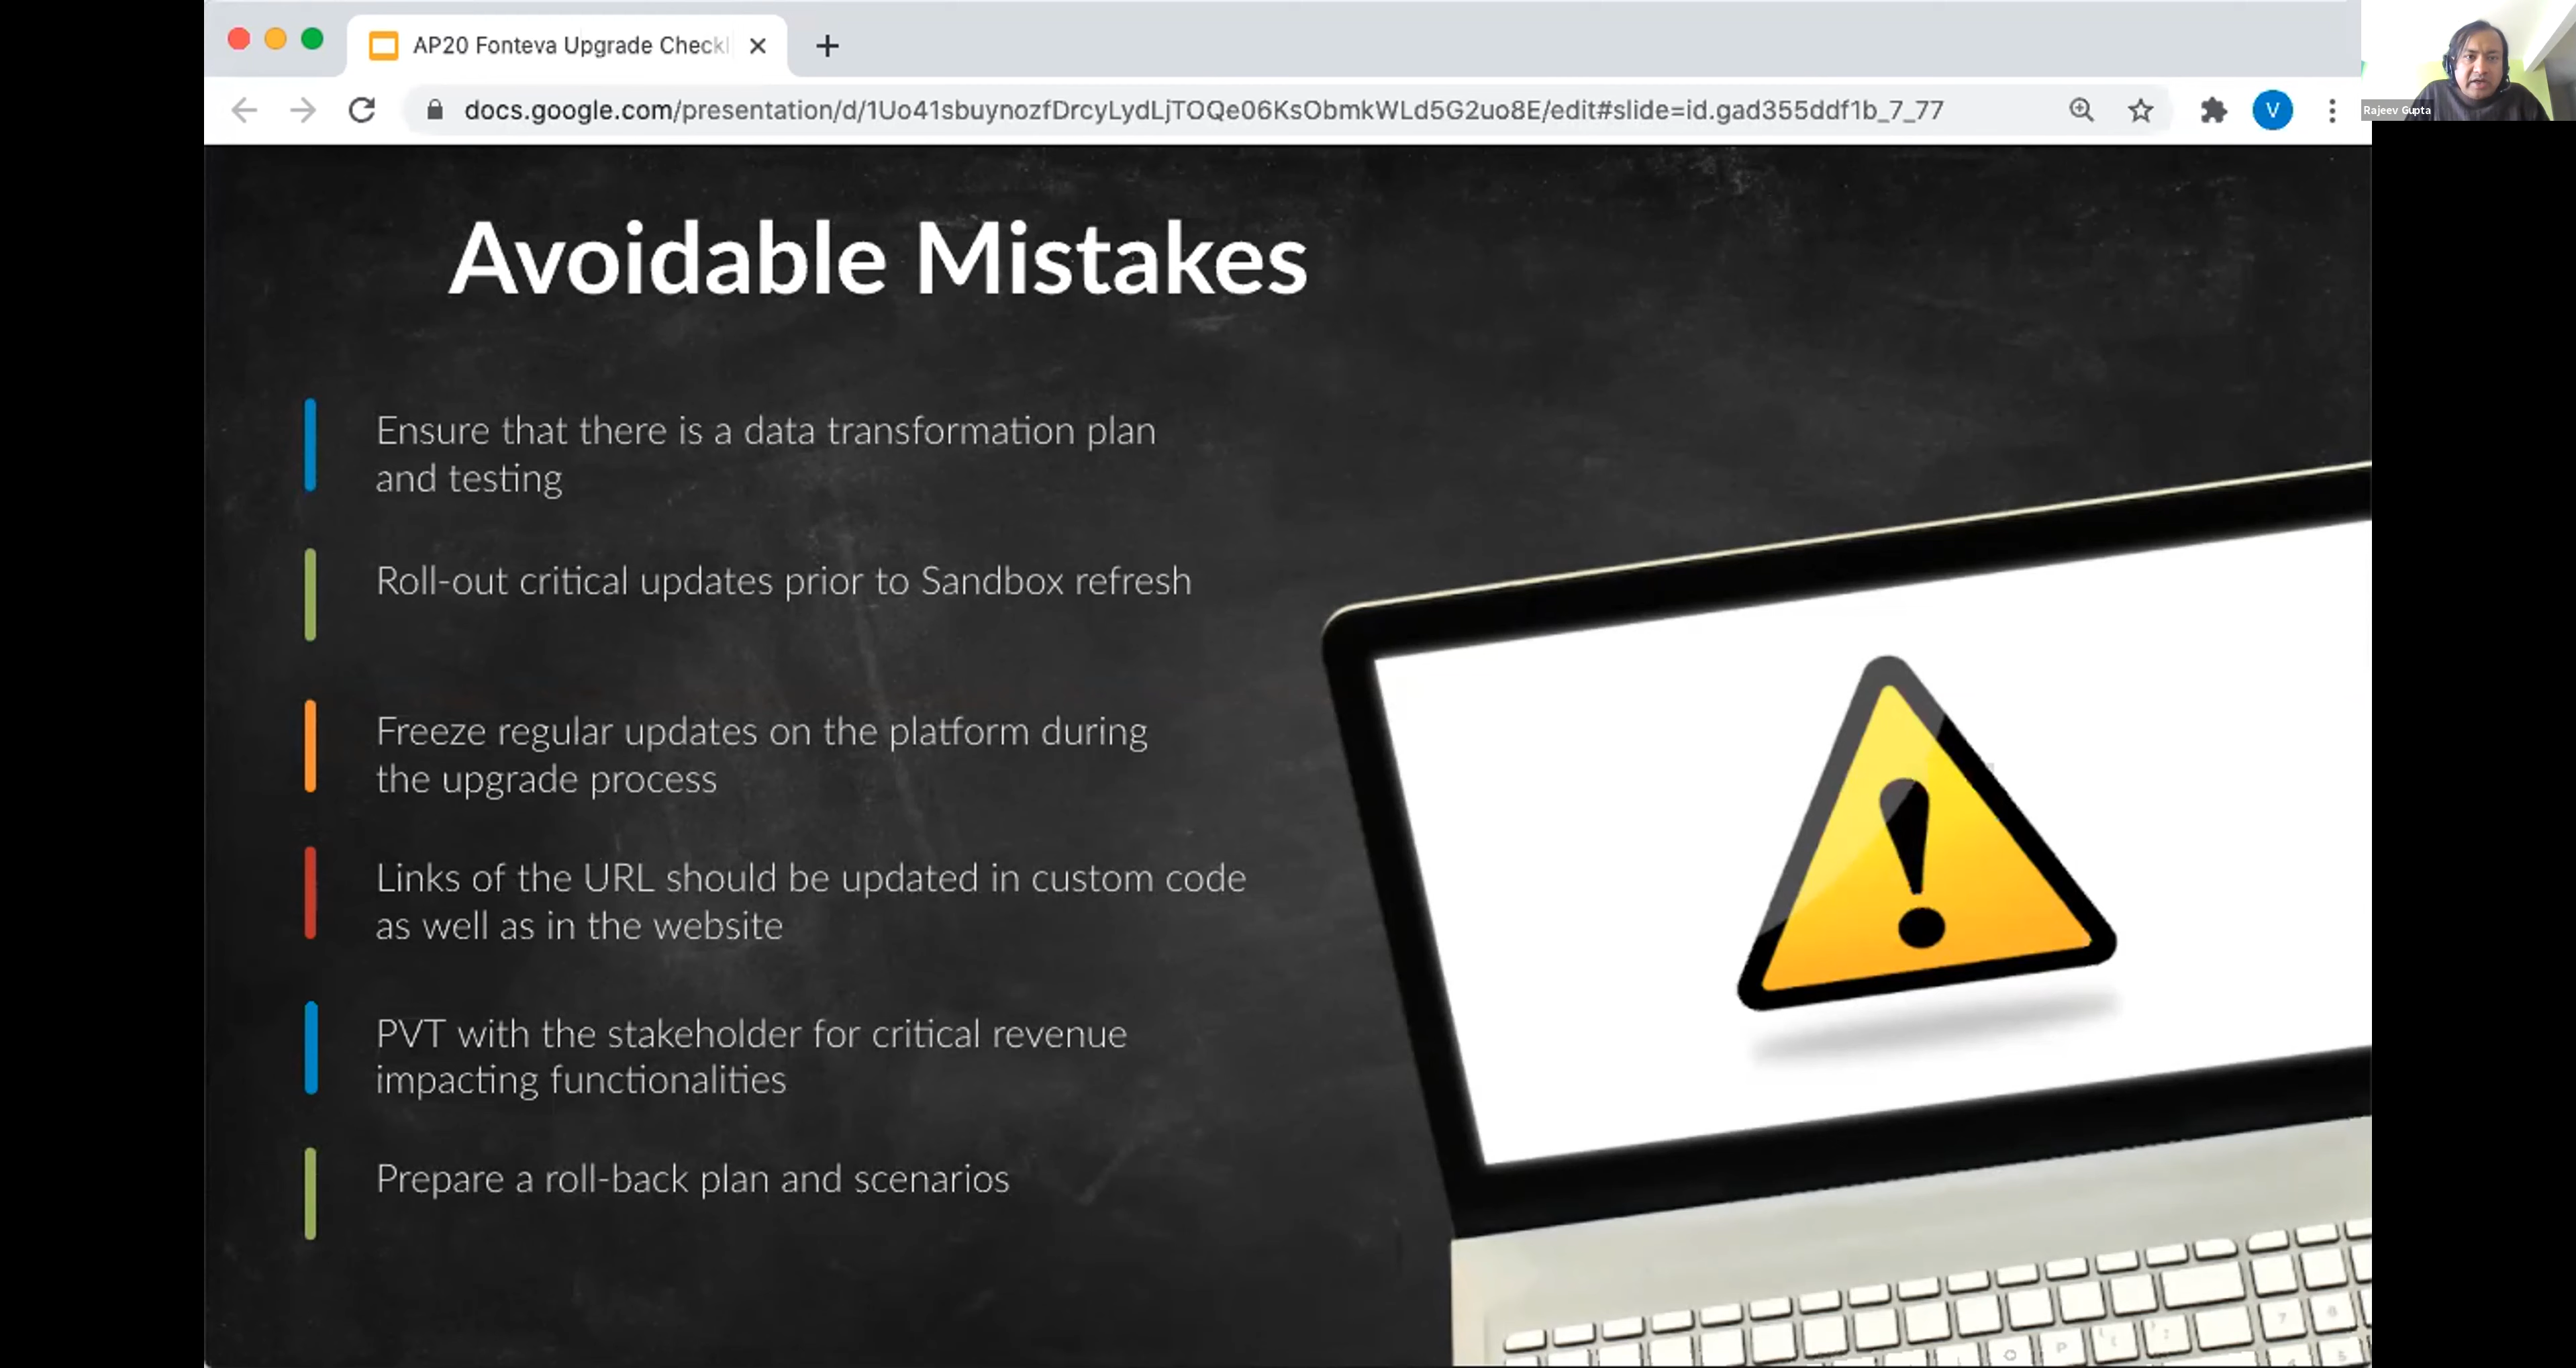 AP20 Fonteva Upgrade Checkl
docs.google.com/presentation/d/1Uo41sbuynozfDrcyLydLjTOQe06KsObmkWLd5G2uo8E/edit#slide=id.gad355ddf1b_7_77
V
Rajeev Gupta
Avoidable Mistakes
Ensure that there is a data transformation plan
and testing
Roll-out critical updates prior to Sandbox refresh
Freeze regular updates on the platform during
the upgrade process
Links of the URL should be updated in custom code
as well as in the website
PVT with the stakeholder for critical revenue
impacting functionalities
Prepare a roll-back plan and scenarios